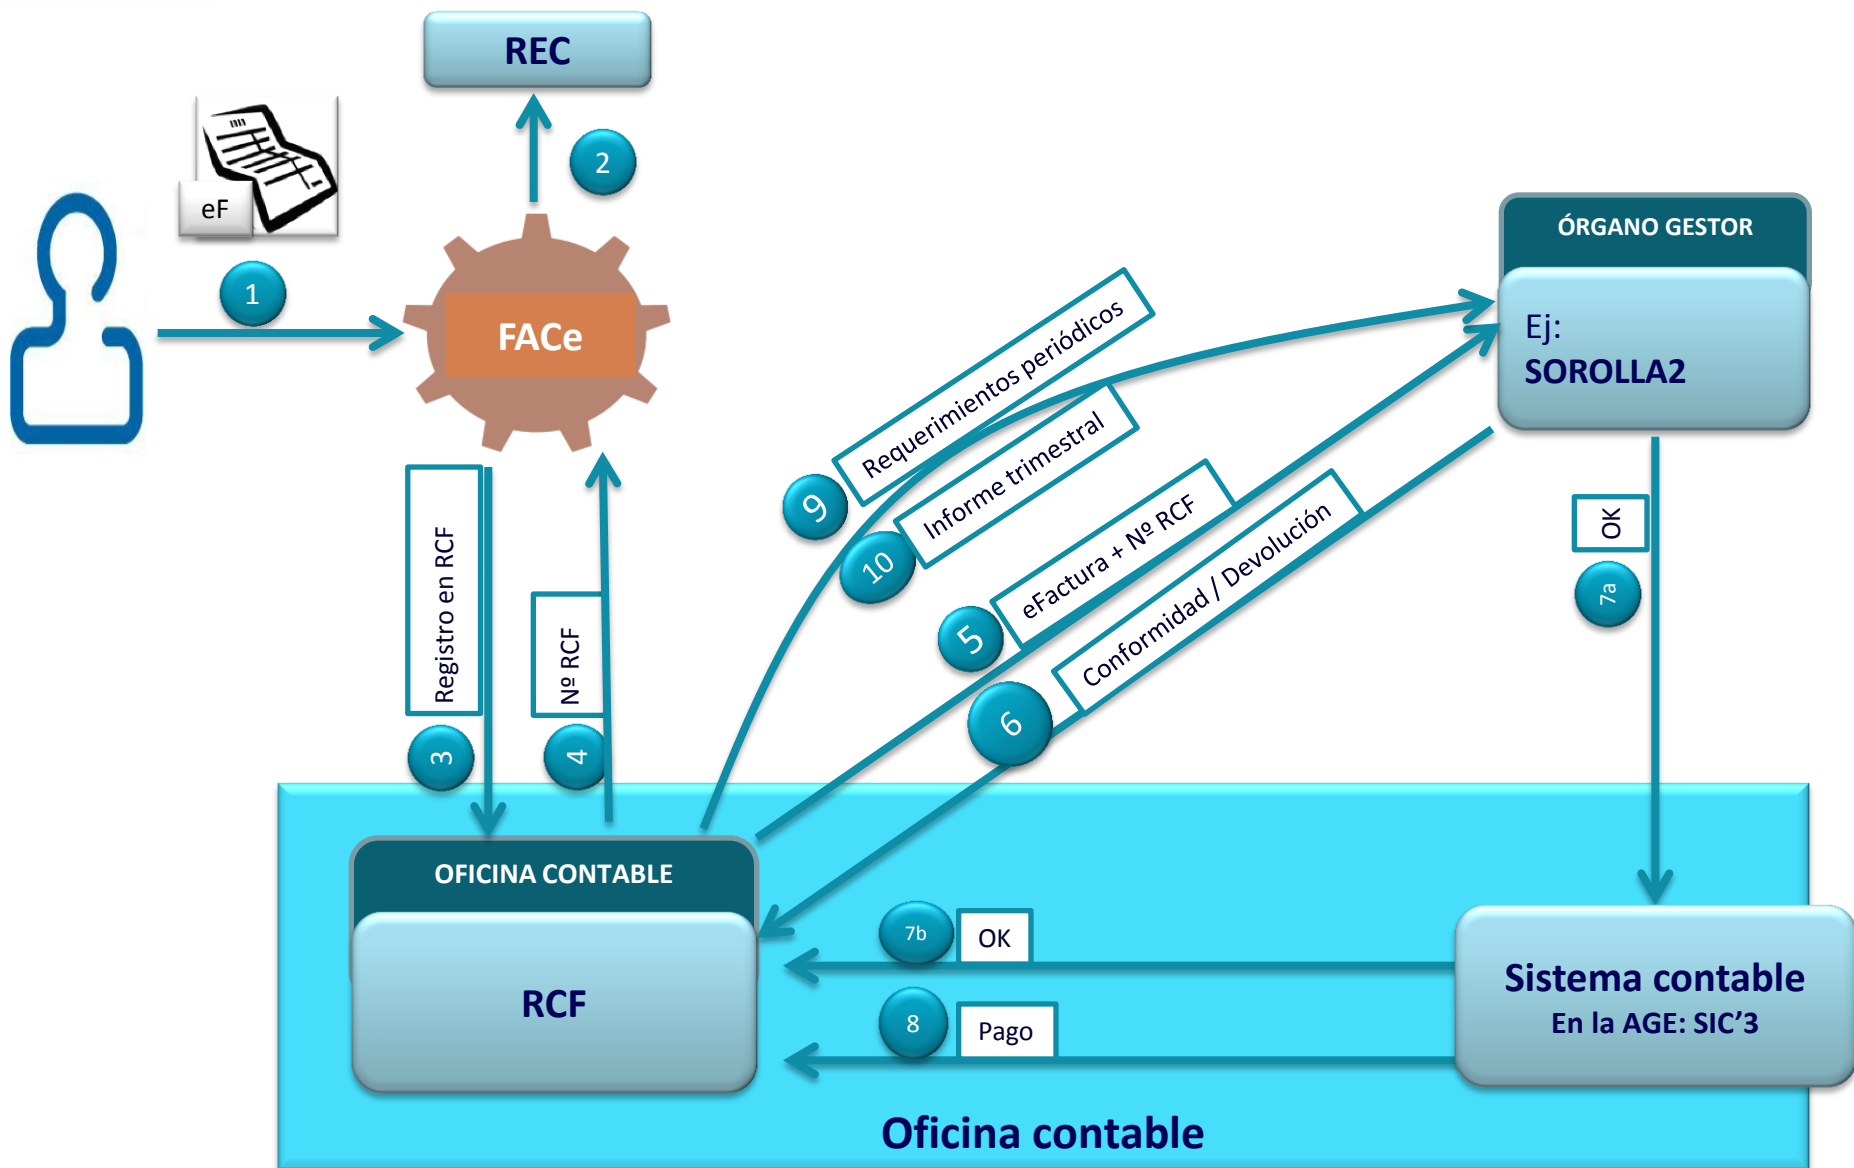 REC
2
eF
1
FACe
ÓRGANO GESTOR
Ej:
SOROLLA2
9
Requerimientos periódicos
10
Informe trimestral
5
eFactura + Nº RCF
6
Conformidad / Devolución
OK
7a
Registro en RCF
3
Nº RCF
4
OFICINA CONTABLE
RCF
7b
OK
8
Pago
Sistema contable
En la AGE: SIC’3
Oficina contable